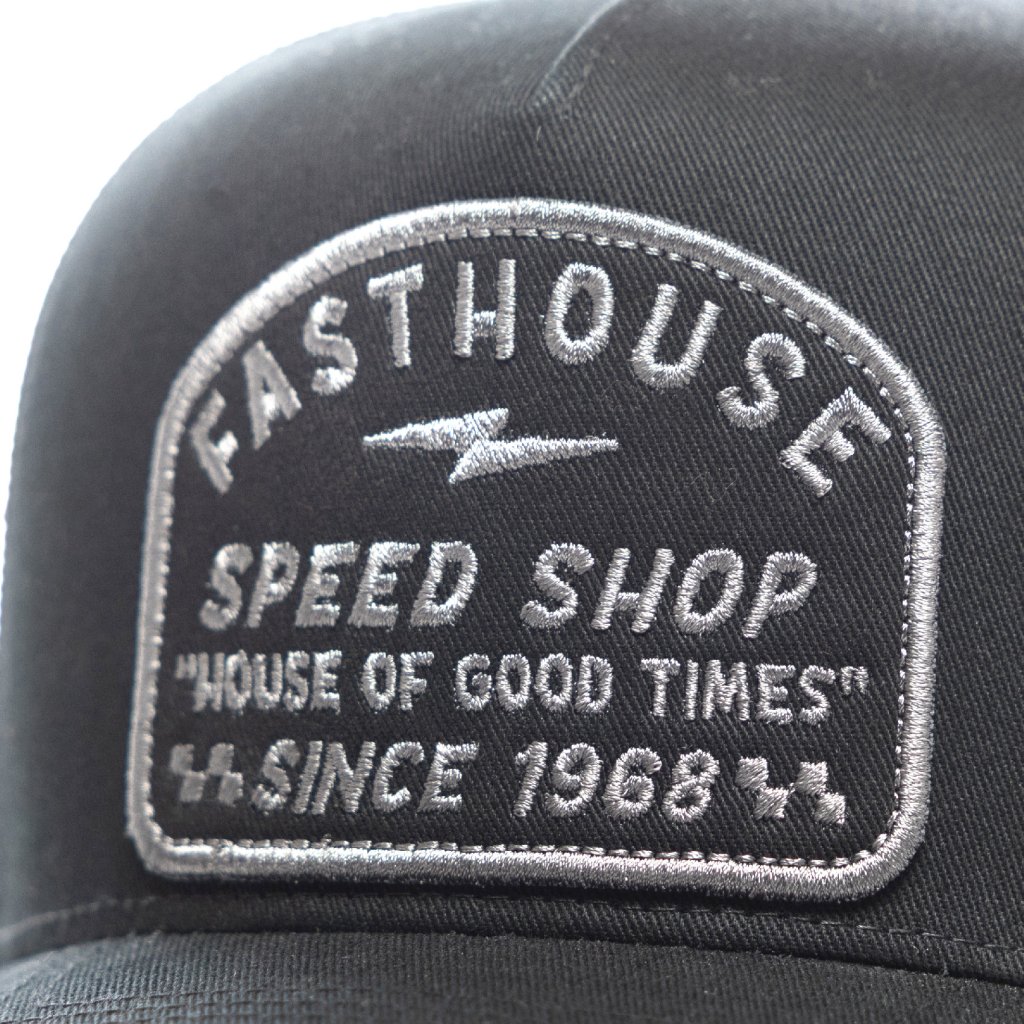 FASTHOUSE
SPEED SHOP
"HOUSE OF GOOD TIMES"
SINCE 1968